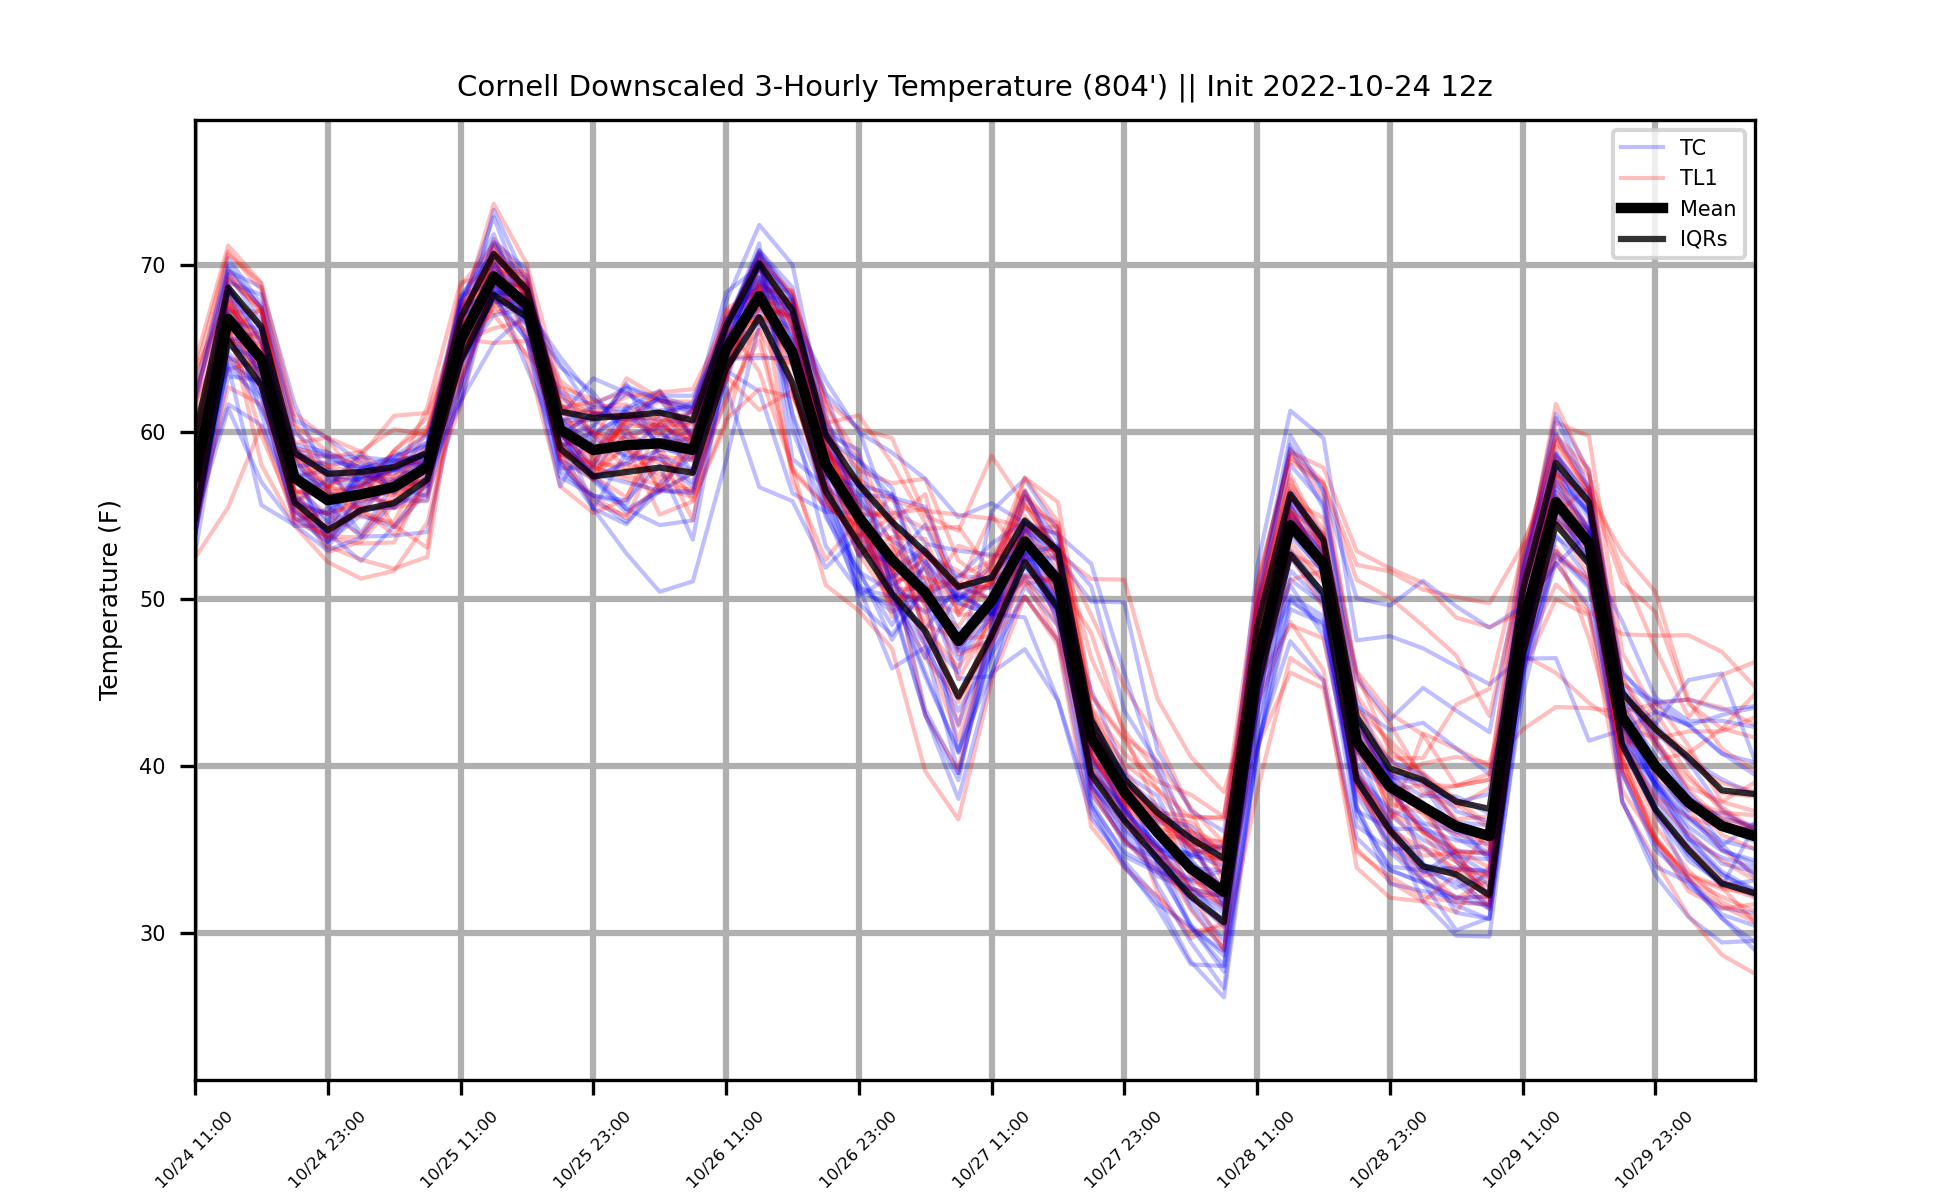 Cornell Downscaled 3-Hourly Temperature (804') || Init 2022-10-24 12z
TC
TL1
Mean
IQRs
Temperature (F)
70
60
50
40
30
10/24 11:00
10/24 23:00
10/25 11:00
10/25 23:00
10/26 11:00
10/26 23:00
10/27 11:00
10/27 23:00
10/28 11:00
10/28 23:00
10/29 11:00
10/29 23:00